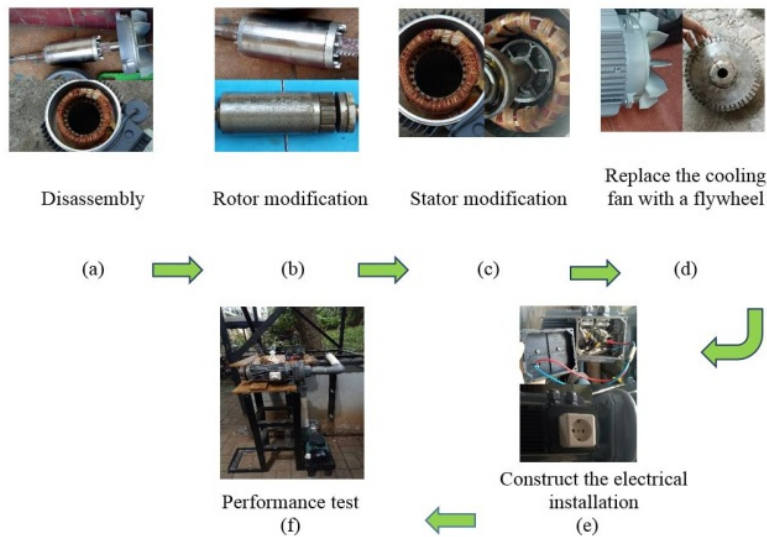 Disassembly
Rotor modification
Stator modification
Replace the cooling
fan with a flywheel
(a)
(b)
(c)
(d)
Construct the electrical
installation
(e)
Performance test
(f)